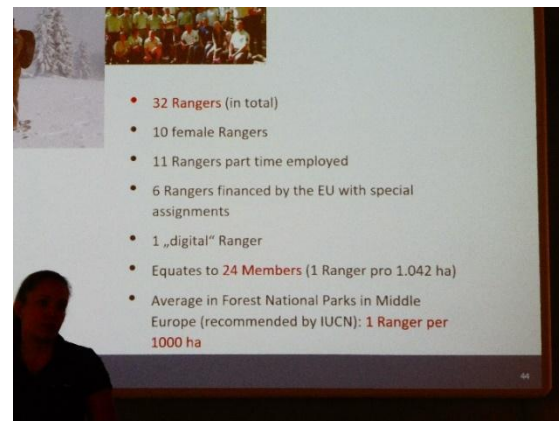 • 32 Rangers (in total)
• 10 female Rangers
• 11 Rangers part time employed
• 6 Rangers financed by the EU with special
assignments
• 1 „digital“ Ranger
• Equates to 24 Members (1 Ranger pro 1.042 ha)
• Average in Forest National Parks in Middle
Europe (recommended by IUCN): 1 Ranger per
1000 ha
44